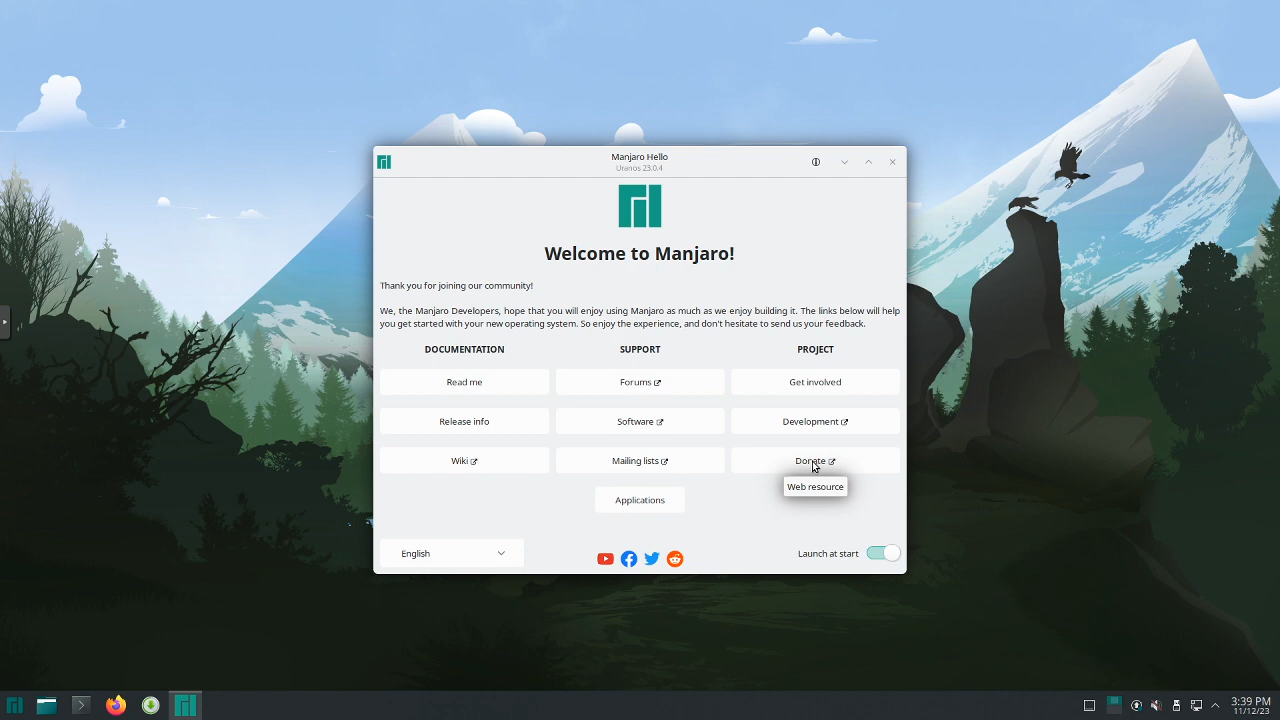 Manjaro Hello
Uranos 23.0.4
Welcome to Manjaro!
Thank you for joining our community!
We, the Manjaro Developers, hope that you will enjoy using Manjaro as much as we enjoy building it. The links below will help
you get started with your new operating system. So enjoy the experience, and don't hesitate to send us your feedback.
DOCUMENTATION SUPPORT PROJECT
Read me Forums Get involved
Release info Software Development
Wiki Mailing lists Donate
Web resource
Applications
English Launch at start
3:39 PM
11/12/23